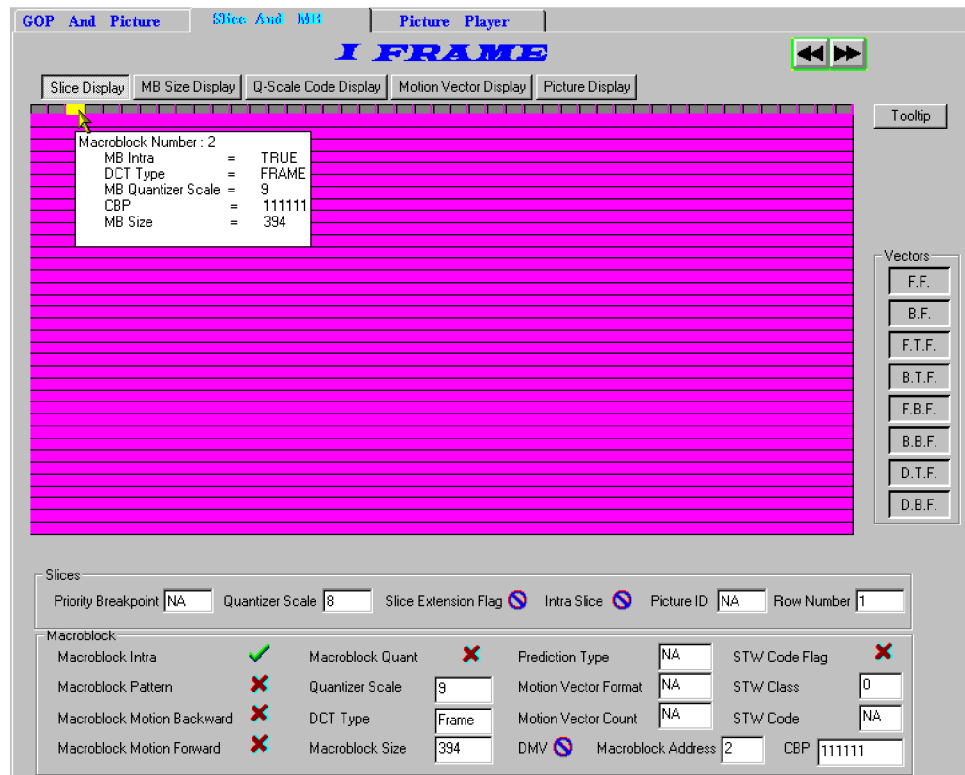 GOP And Picture Slice And MB Picture Player
I FRAME
Slice Display MB Size Display Q-Scale Code Display Motion Vector Display Picture Display
Tooltip
Macroblock Number : 2
MB Intra = TRUE
DCT Type = FRAME
MB Quantizer Scale = 9
CBP = 111111
MB Size = 394
Vectors
F.F.
B.F.
F.T.F.
B.T.F.
F.B.F.
B.B.F.
D.T.F.
D.B.F.
Slices
Priority Breakpoint NA Quantizer Scale 8 Slice Extension Flag Intra Slice Picture ID NA Row Number 1
Macroblock
Macroblock Intra Macroblock Quant Prediction Type NA STW Code Flag
Macroblock Pattern Quantizer Scale 9 Motion Vector Format NA STW Class 0
Macroblock Motion Backward DCT Type Frame Motion Vector Count NA STW Code NA
Macroblock Motion Forward Macroblock Size 394 DMV Macroblock Address 2 CBP 111111